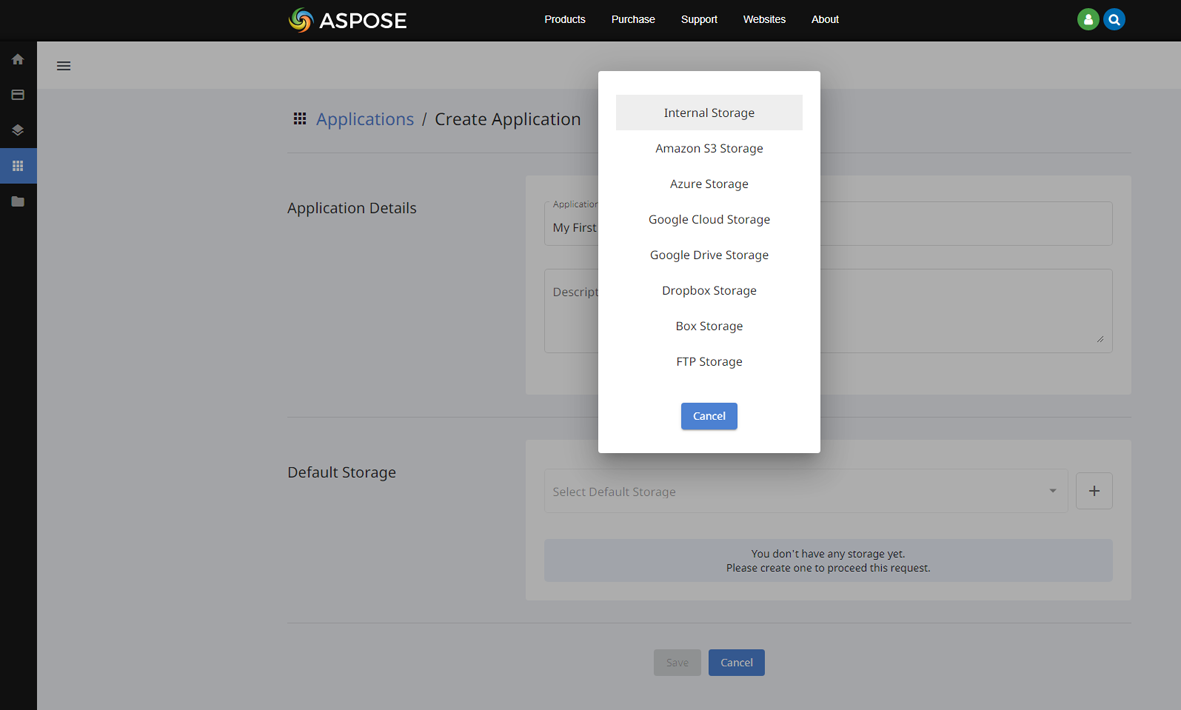 ASPOSE
Products Purchase Support Websites About
Applications / Create Application
Internal Storage
Amazon S3 Storage
Azure Storage
Google Cloud Storage
Google Drive Storage
Dropbox Storage
Box Storage
FTP Storage
Cancel
Application Details
Application
My First
Descript
Default Storage
Select Default Storage
+
You don't have any storage yet.
Please create one to proceed this request.
Save Cancel